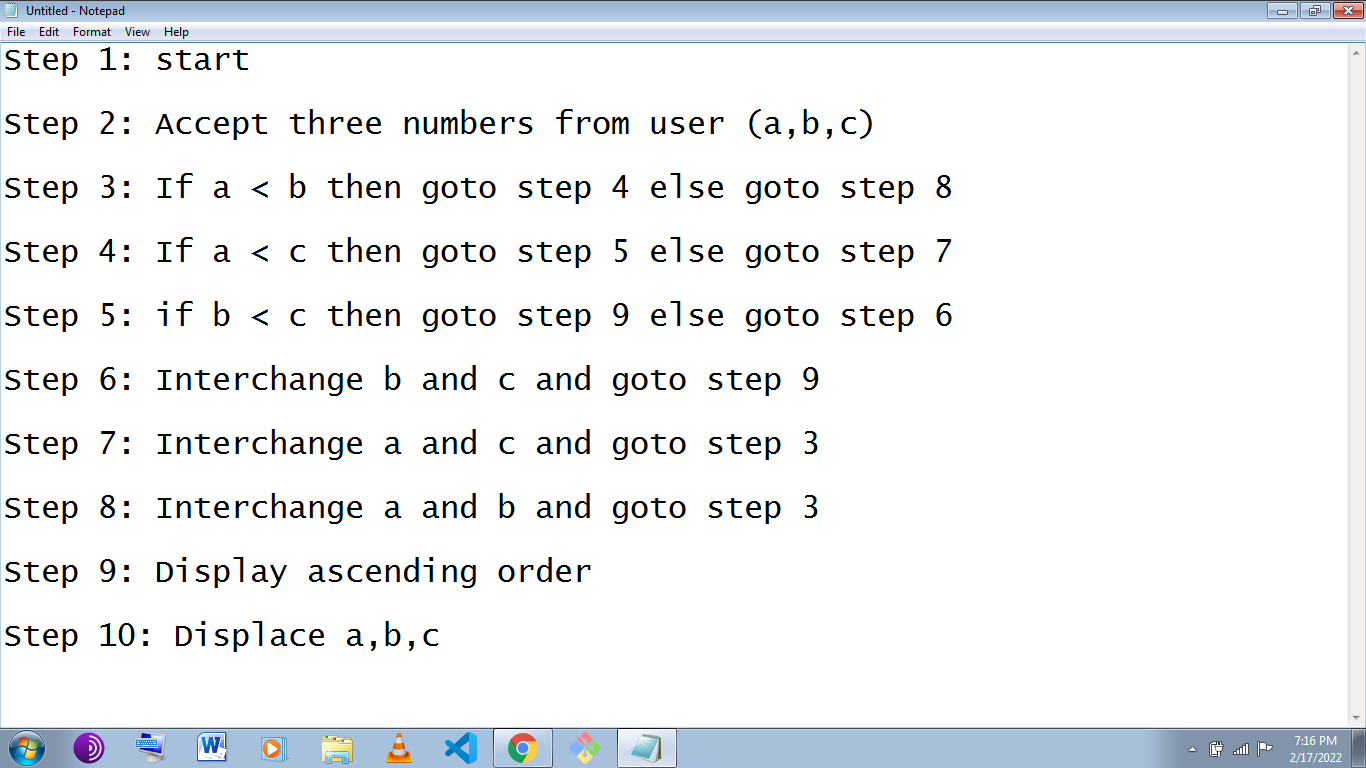 Untitled - Notepad
File Edit Format View Help
Step 1: start
Step 2: Accept three numbers from user (a,b,c)
Step 3: If a < b then goto step 4 else goto step 8
Step 4: If a < c then goto step 5 else goto step 7
Step 5: if b < c then goto step 9 else goto step 6
Step 6: Interchange b and c and goto step 9
Step 7: Interchange a and c and goto step 3
Step 8: Interchange a and b and goto step 3
Step 9: Display ascending order
Step 10: Displace a,b,c
7:16 PM
2/17/2022